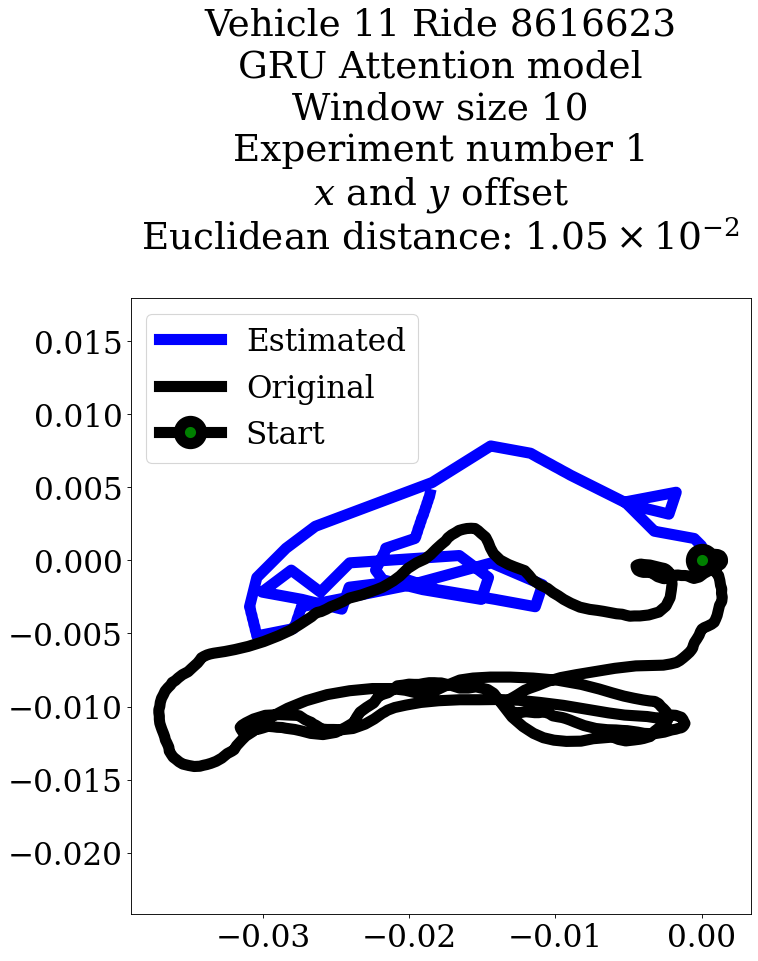 Vehicle 11 Ride 8616623
GRU Attention model
Window size 10
Experiment number 1
x and y offset
Euclidean distance: 1.05 × 10⁻²
Estimated
Original
Start
0.015
0.010
0.005
0.000
−0.005
−0.010
−0.015
−0.020
−0.03 −0.02 −0.01 0.00